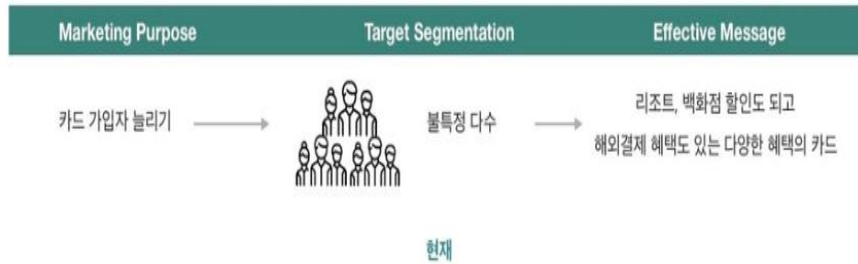 Marketing Purpose
Target Segmentation
Effective Message
카드 가입자 늘리기
불특정 다수
리조트, 백화점 할인도 되고
해외결제 혜택도 있는 다양한 혜택의 카드
현재